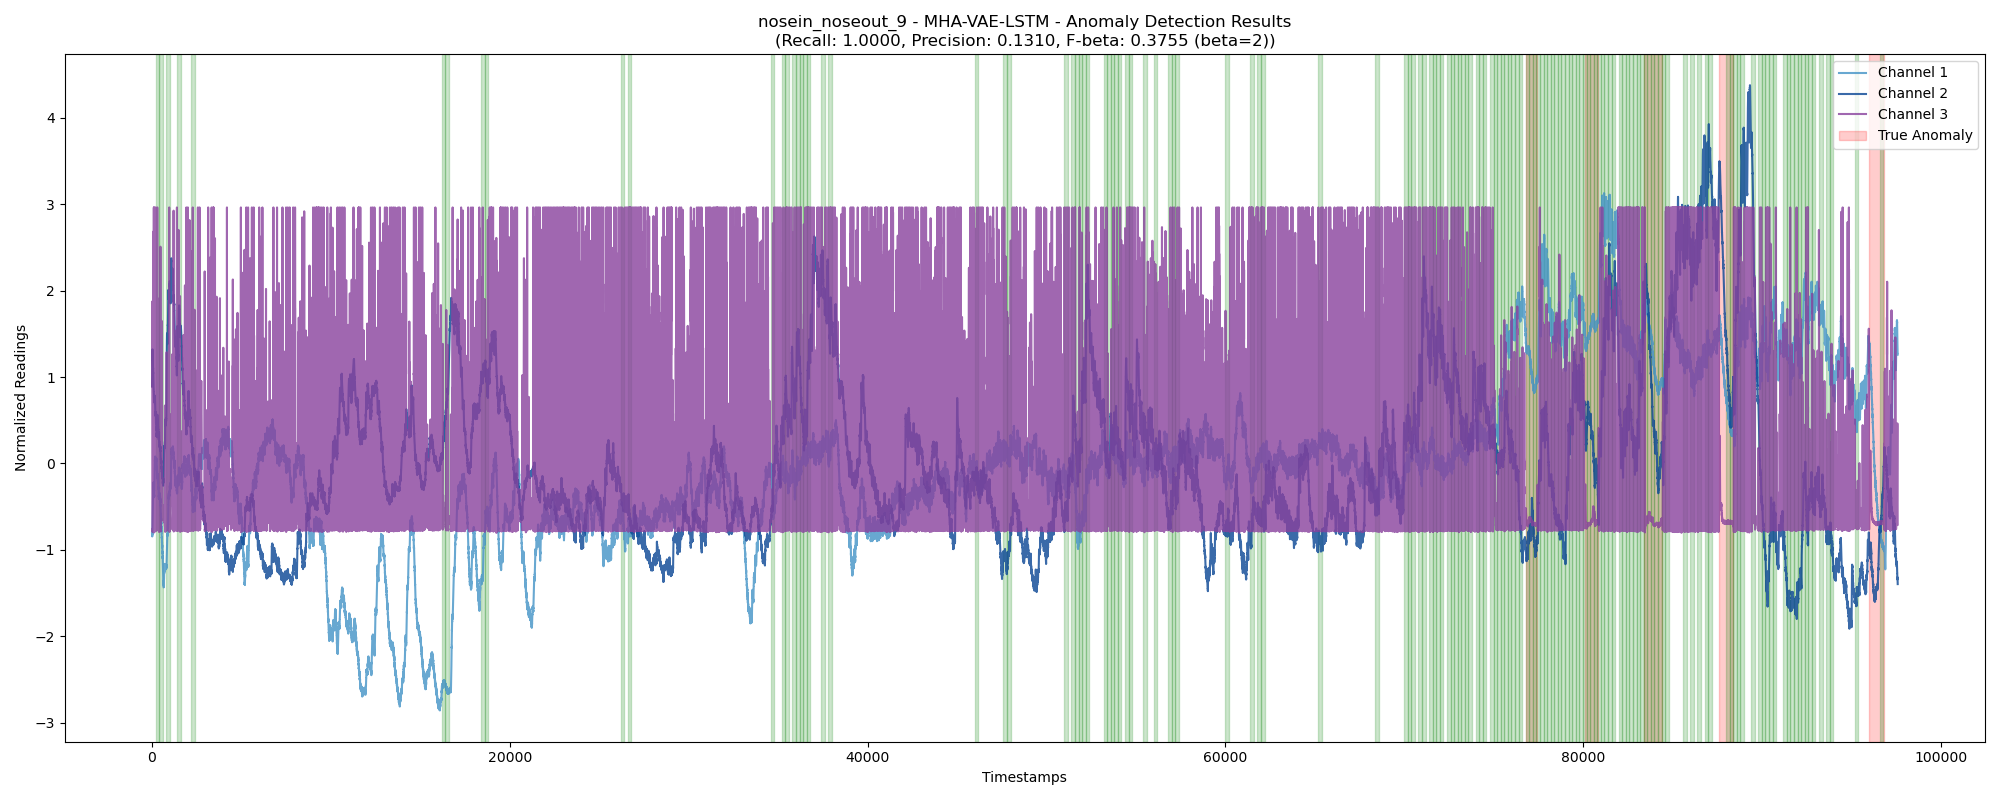 nosein_noseout_9 - MHA-VAE-LSTM - Anomaly Detection Results
(Recall: 1.0000, Precision: 0.1310, F-beta: 0.3755 (beta=2))
Channel 1
Channel 2
Channel 3
True Anomaly
Normalized Readings
4
3
2
1
0
−1
−2
−3
0
20000
40000
60000
80000
100000
Timestamps